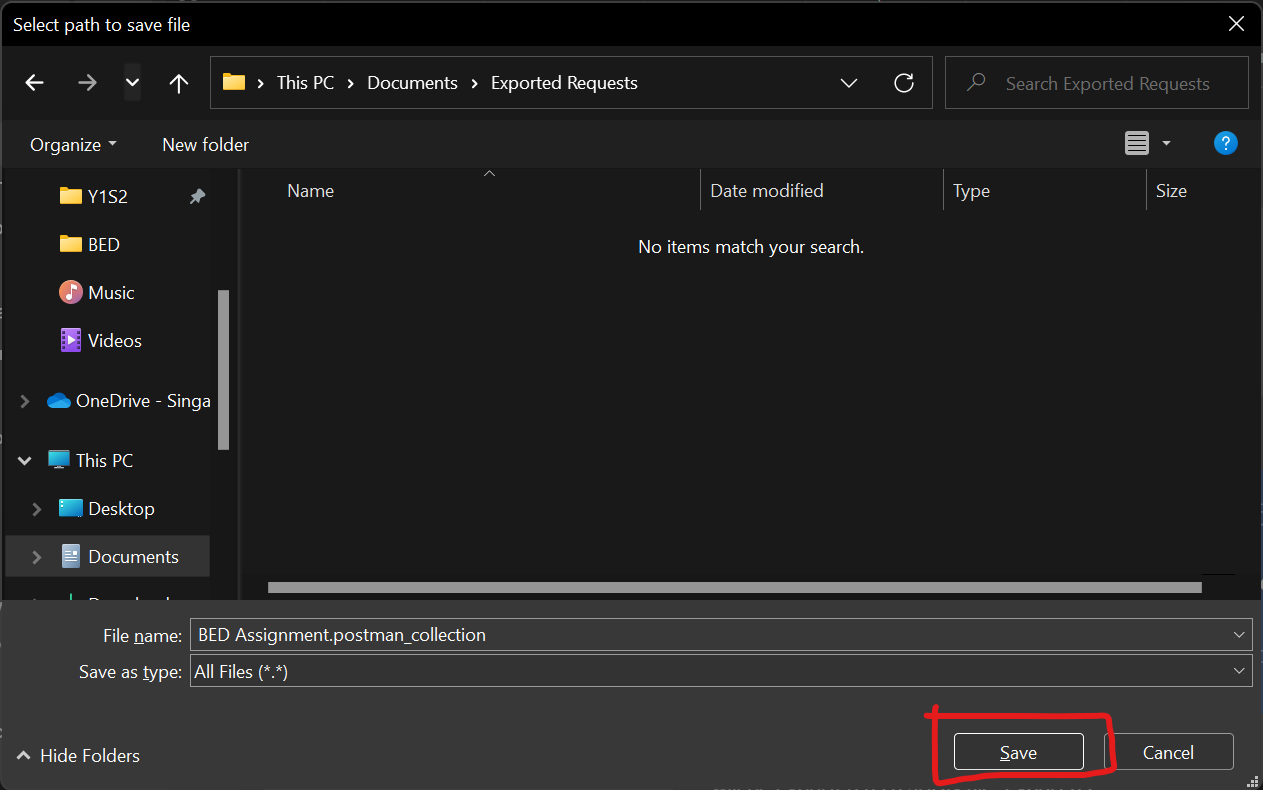 Select path to save file
This PC > Documents > Exported Requests
Search Exported Requests
Organize
New folder
?
Name
Date modified
Type
Size
No items match your search.
Y1S2
BED
Music
Videos
OneDrive - Singa
This PC
Desktop
Documents
File name: BED Assignment.postman_collection
Save as type: All Files (*.*)
Hide Folders
Save
Cancel